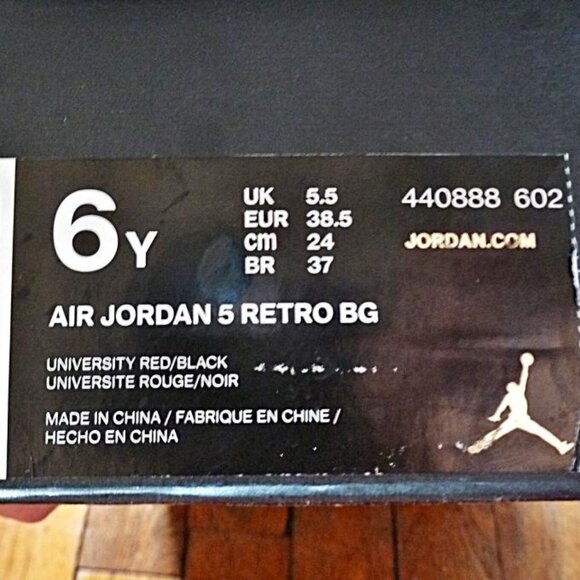 6Y
UK 5.5
EUR 38.5
cm 24
BR 37
440888 602
JORDAN.COM
AIR JORDAN 5 RETRO BG
UNIVERSITY RED/BLACK
UNIVERSITE ROUGE/NOIR
MADE IN CHINA / FABRIQUE EN CHINE /
HECHO EN CHINA